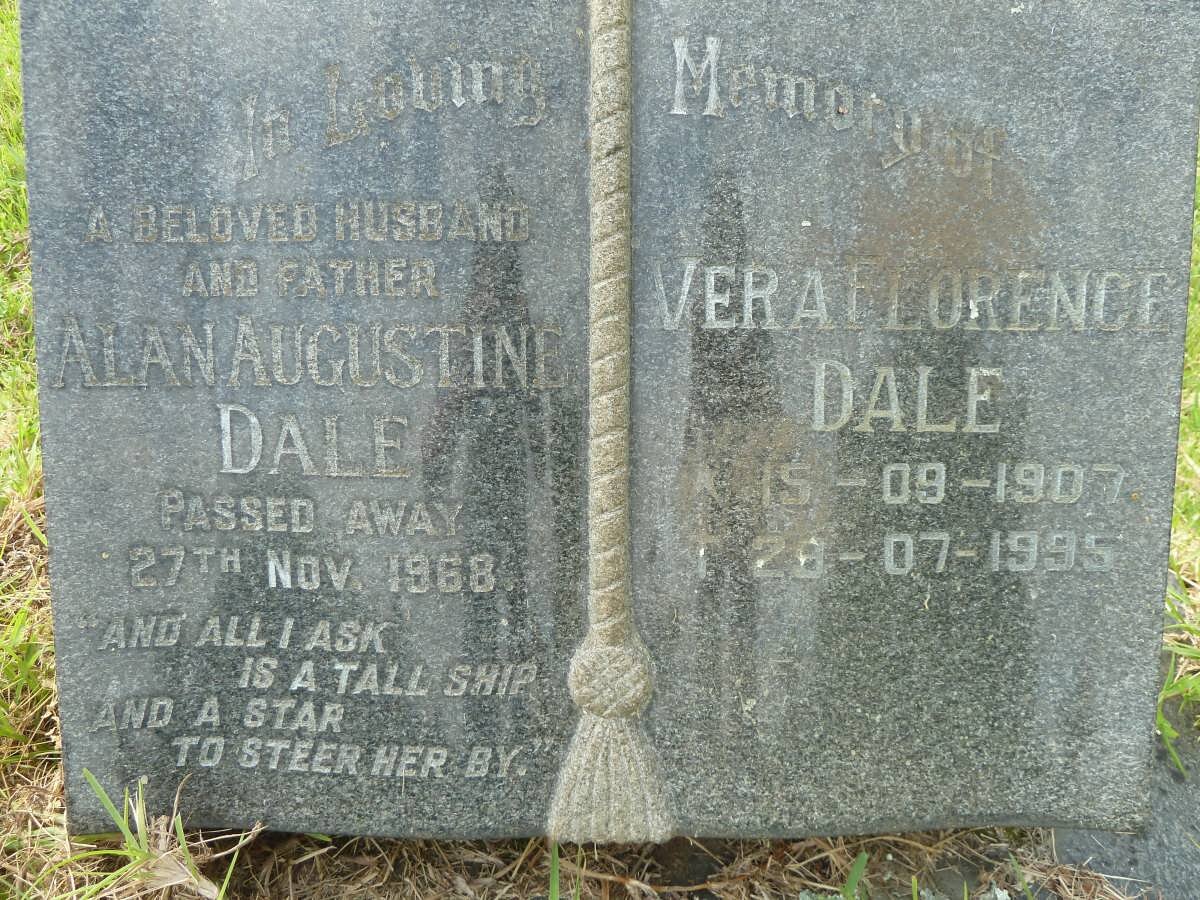 In Loving Memory of
A BELOVED HUSBAND
AND FATHER
ALAN AUGUSTINE
DALE
PASSED AWAY
27TH NOV. 1968.
"AND ALL I ASK
IS A TALL SHIP
AND A STAR
TO STEER HER BY."
VERA FLORENCE
DALE
15-09-1907
-07-1995